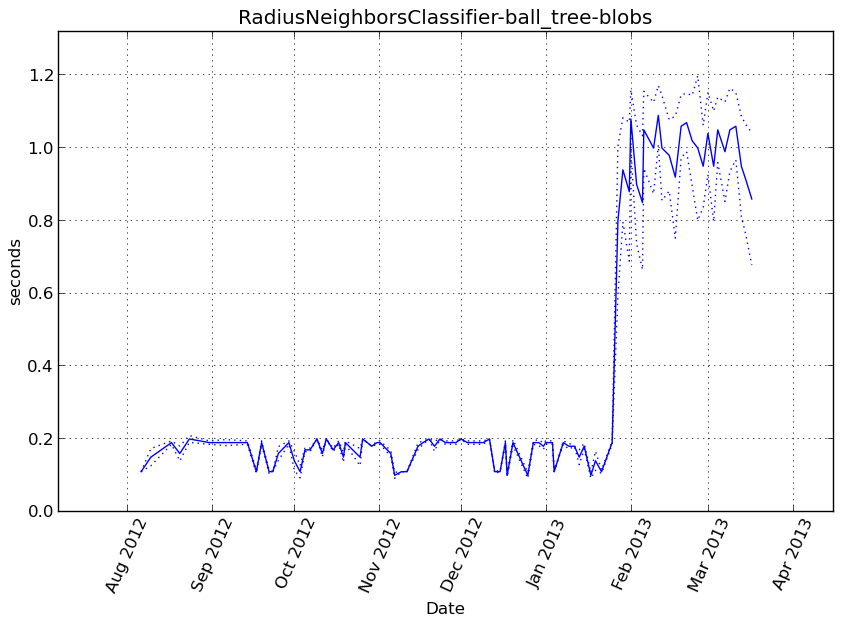 RadiusNeighborsClassifier-ball_tree-blobs
1.2
1.0
0.8
0.6
0.4
0.2
0.0
seconds
Aug 2012
Sep 2012
Oct 2012
Nov 2012
Dec 2012
Jan 2013
Feb 2013
Mar 2013
Apr 2013
Date